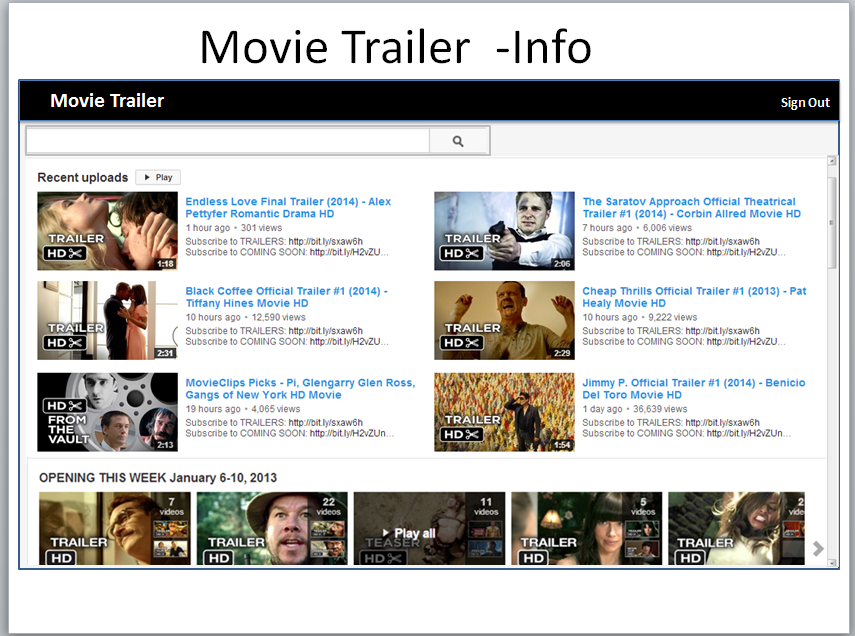 Movie Trailer -Info
Movie Trailer
Sign Out
Recent uploads
Play
TRAILER
HD
1:18
Endless Love Final Trailer (2014) - Alex
Pettyfer Romantic Drama HD
1 hour ago • 301 views
Subscribe to TRAILERS: http://bit.ly/sxaw6h
Subscribe to COMING SOON: http://bit.ly/H2vZU...
TRAILER
HD
2:06
The Saratov Approach Official Theatrical
Trailer #1 (2014) - Corbin Allred Movie HD
7 hours ago • 6,006 views
Subscribe to TRAILERS: http://bit.ly/sxaw6h
Subscribe to COMING SOON: http://bit.ly/H2vZU...
TRAILER
HD
2:31
Black Coffee Official Trailer #1 (2014) -
Tiffany Hines Movie HD
10 hours ago • 12,590 views
Subscribe to TRAILERS: http://bit.ly/sxaw6h
Subscribe to COMING SOON: http://bit.ly/H2vZU...
TRAILER
HD
2:29
Cheap Thrills Official Trailer #1 (2013) - Pat
Healy Movie HD
10 hours ago • 9,222 views
Subscribe to TRAILERS: http://bit.ly/sxaw6h
Subscribe to COMING SOON: http://bit.ly/H2vZU...
HD
FROM
THE
VAULT
2:13
MovieClips Picks - Pi, Glengarry Glen Ross,
Gangs of New York HD Movie
19 hours ago • 4,065 views
Subscribe to TRAILERS: http://bit.ly/sxaw6h
Subscribe to COMING SOON: http://bit.ly/H2vZUn...
TRAILER
HD
1:54
Jimmy P. Official Trailer #1 (2014) - Benicio
Del Toro Movie HD
1 day ago • 36,639 views
Subscribe to TRAILERS: http://bit.ly/sxaw6h
Subscribe to COMING SOON: http://bit.ly/H2vZUn...
OPENING THIS WEEK January 6-10, 2013
7
videos
TRAILER
HD
22
videos
TRAILER
HD
11
videos
Play all
TEASER
HD
5
videos
TRAILER
HD
2
videos
TRAILER
HD